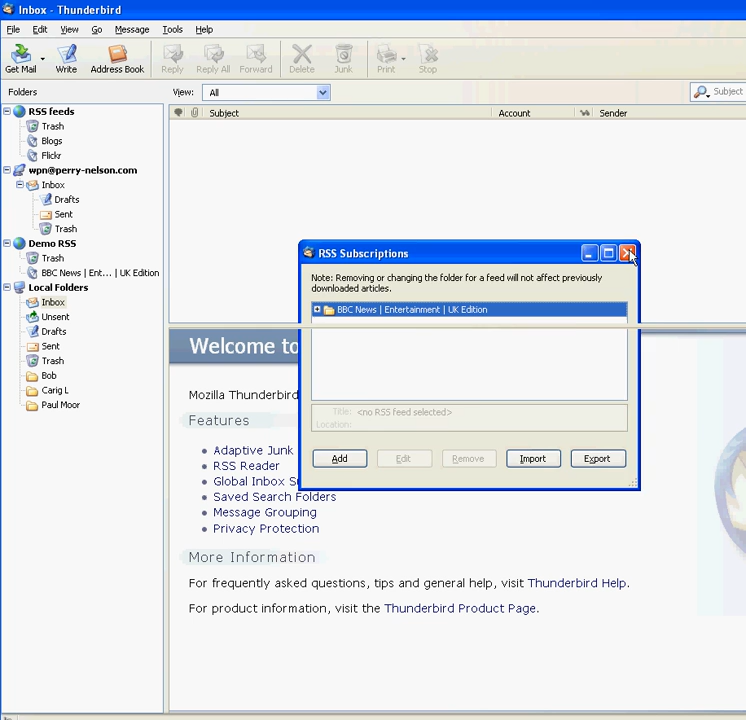 Inbox - Thunderbird
File Edit View Go Message Tools Help
Get Mail Write Address Book Reply Reply All Forward Delete Junk Print Stop
Folders View: All Subject
Subject Account Sender
RSS feeds
Trash
Blogs
Flickr
wpn@perry-nelson.com
Inbox
Drafts
Sent
Trash
Demo RSS
Trash
BBC News | Ent... | UK Edition
Local Folders
Inbox
Unsent
Drafts
Sent
Trash
Bob
Carig L
Paul Moor
RSS Subscriptions
Note: Removing or changing the folder for a feed will not affect previously
downloaded articles.
BBC News | Entertainment | UK Edition
Title: <no RSS feed selected>
Location:
Add Edit Remove Import Export
Welcome to
Mozilla Thunderbird
Features
Adaptive Junk
RSS Reader
Global Inbox Su
Saved Search Folders
Message Grouping
Privacy Protection
More Information
For frequently asked questions, tips and general help, visit Thunderbird Help.
For product information, visit the Thunderbird Product Page.